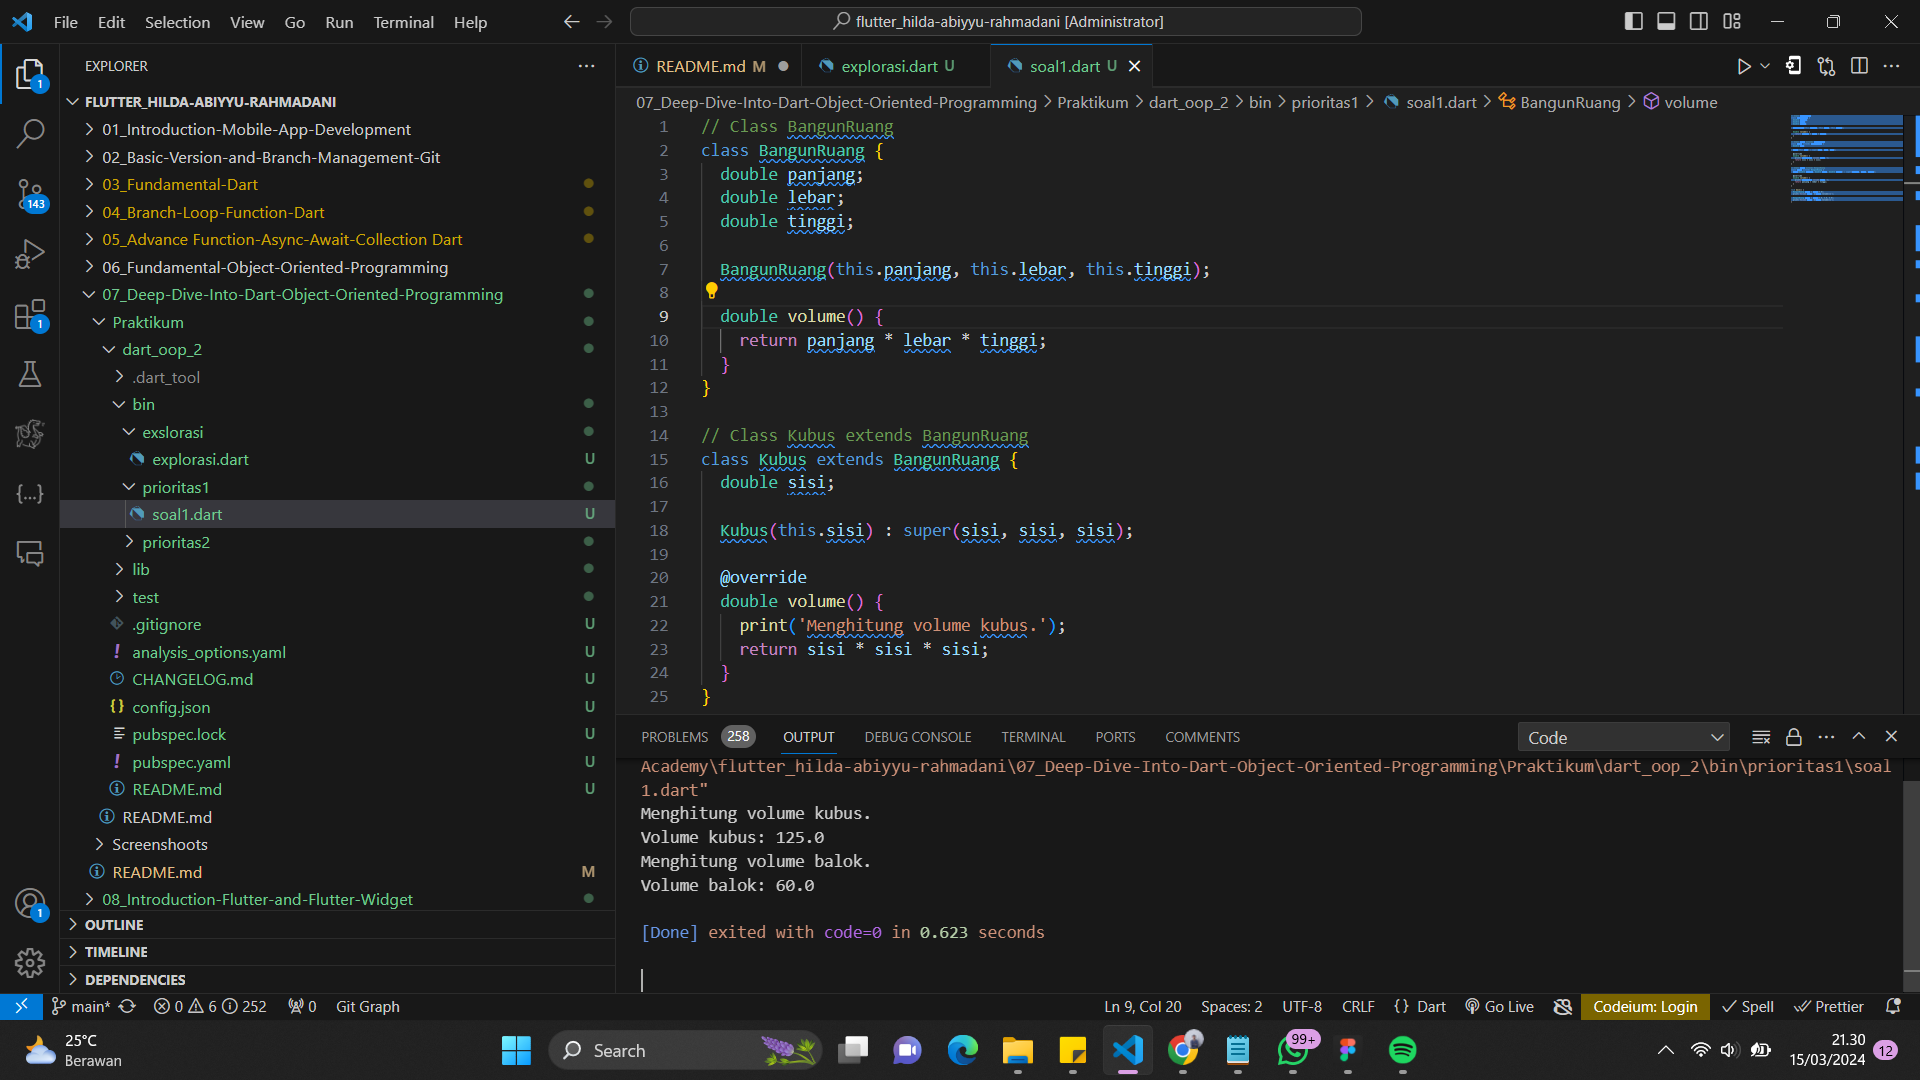 File Edit Selection View Go Run Terminal Help
flutter_hilda-abiyyu-rahmadani [Administrator]
EXPLORER
FLUTTER_HILDA-ABIYYU-RAHMADANI
01_Introduction-Mobile-App-Development
02_Basic-Version-and-Branch-Management-Git
03_Fundamental-Dart
04_Branch-Loop-Function-Dart
05_Advance Function-Async-Await-Collection Dart
06_Fundamental-Object-Oriented-Programming
07_Deep-Dive-Into-Dart-Object-Oriented-Programming
Praktikum
dart_oop_2
.dart_tool
bin
exslorasi
explorasi.dart U
prioritas1
soal1.dart U
prioritas2
lib
test
.gitignore U
analysis_options.yaml U
CHANGELOG.md U
config.json U
pubspec.lock U
pubspec.yaml U
README.md U
README.md
Screenshoots
README.md M
08_Introduction-Flutter-and-Flutter-Widget
OUTLINE
TIMELINE
DEPENDENCIES
1
143
1
1
README.md M explorasi.dart U soal1.dart U
07_Deep-Dive-Into-Dart-Object-Oriented-Programming > Praktikum > dart_oop_2 > bin > prioritas1 > soal1.dart > BangunRuang > volume
1 // Class BangunRuang
2 class BangunRuang {
3 double panjang;
4 double lebar;
5 double tinggi;
6
7 BangunRuang(this.panjang, this.lebar, this.tinggi);
8
9 double volume() {
10 return panjang * lebar * tinggi;
11 }
12 }
13
14 // Class Kubus extends BangunRuang
15 class Kubus extends BangunRuang {
16 double sisi;
17
18 Kubus(this.sisi) : super(sisi, sisi, sisi);
19
20 @override
21 double volume() {
22 print('Menghitung volume kubus.');
23 return sisi * sisi * sisi;
24 }
25 }
PROBLEMS 258 OUTPUT DEBUG CONSOLE TERMINAL PORTS COMMENTS Code
Academy\flutter_hilda-abiyyu-rahmadani\07_Deep-Dive-Into-Dart-Object-Oriented-Programming\Praktikum\dart_oop_2\bin\prioritas1\soal
1.dart"
Menghitung volume kubus.
Volume kubus: 125.0
Menghitung volume balok.
Volume balok: 60.0
[Done] exited with code=0 in 0.623 seconds
main* 0 6 252 0 Git Graph Ln 9, Col 20 Spaces: 2 UTF-8 CRLF {} Dart Go Live Codeium: Login Spell Prettier
25°C
Berawan
Search
99+
21.30
15/03/2024
12